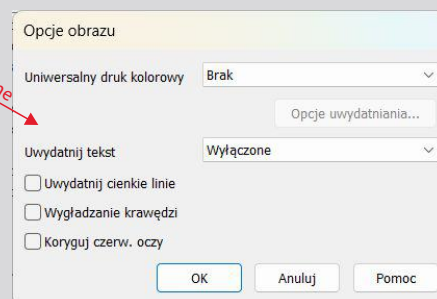 Opcje obrazu
Uniwersalny druk kolorowy Brak
Opcje uwydatniania...
Uwydatnij tekst Wyłączone
Uwydatnij cienkie linie
Wygładzanie krawędzi
Koryguj czerw. oczy
OK Anuluj Pomoc